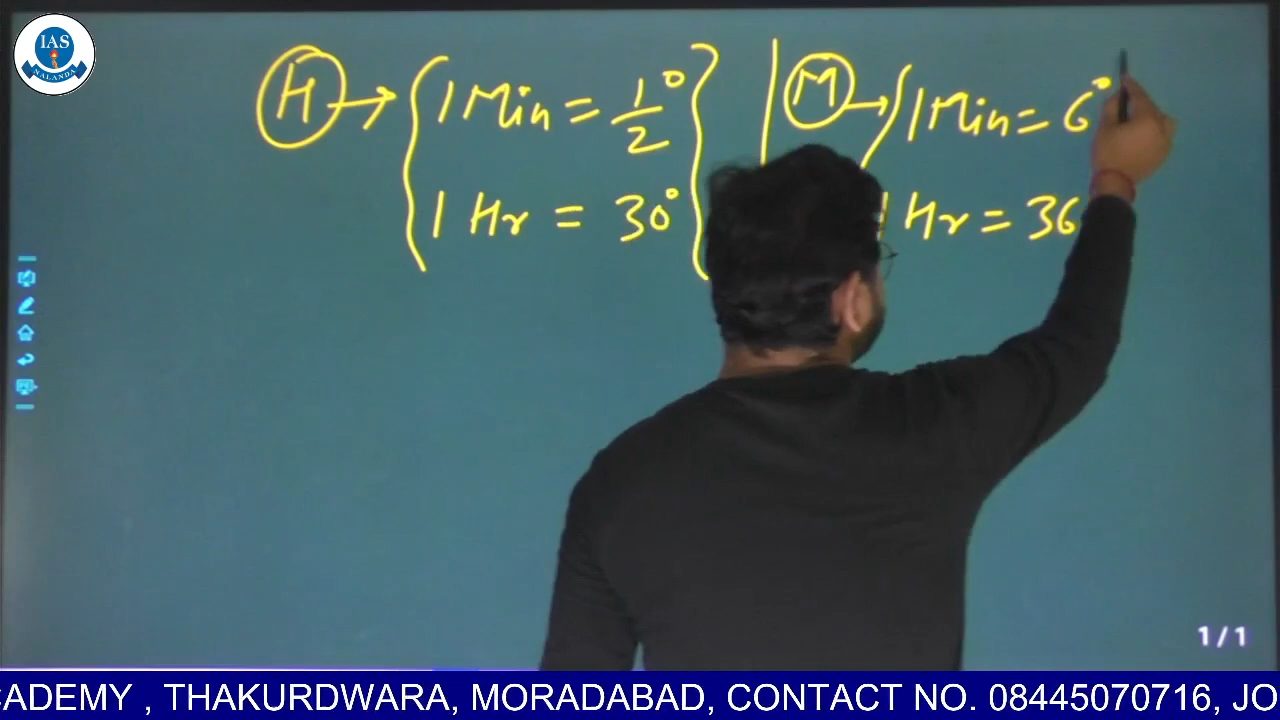 IAS
NALANDA
H → { 1 Min = 1/2° }
1 Hr = 30°
M → { 1 Min = 6°
1 Hr = 36
1 / 1
CADEMY , THAKURDWARA, MORADABAD, CONTACT NO. 08445070716, JO